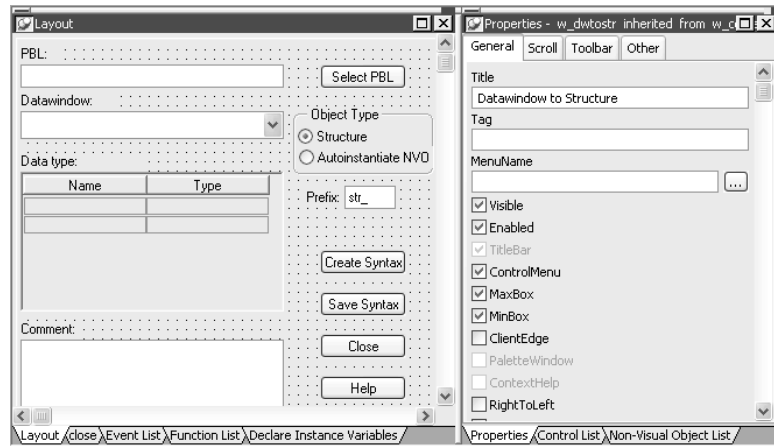 Layout
PBL:
Select PBL
Datawindow:
Object Type
Structure
Autoinstantiate NVO
Data type:
Name Type
Prefix: str_
Create Syntax
Save Syntax
Comment:
Close
Help
Layout close Event List Function List Declare Instance Variables
Properties - w_dwtostr inherited from
General Scroll Toolbar Other
Title
Datawindow to Structure
Tag
MenuName
...
Visible
Enabled
TitleBar
ControlMenu
MaxBox
MinBox
ClientEdge
PaletteWindow
ContextHelp
RightToLeft
Properties Control List Non-Visual Object List